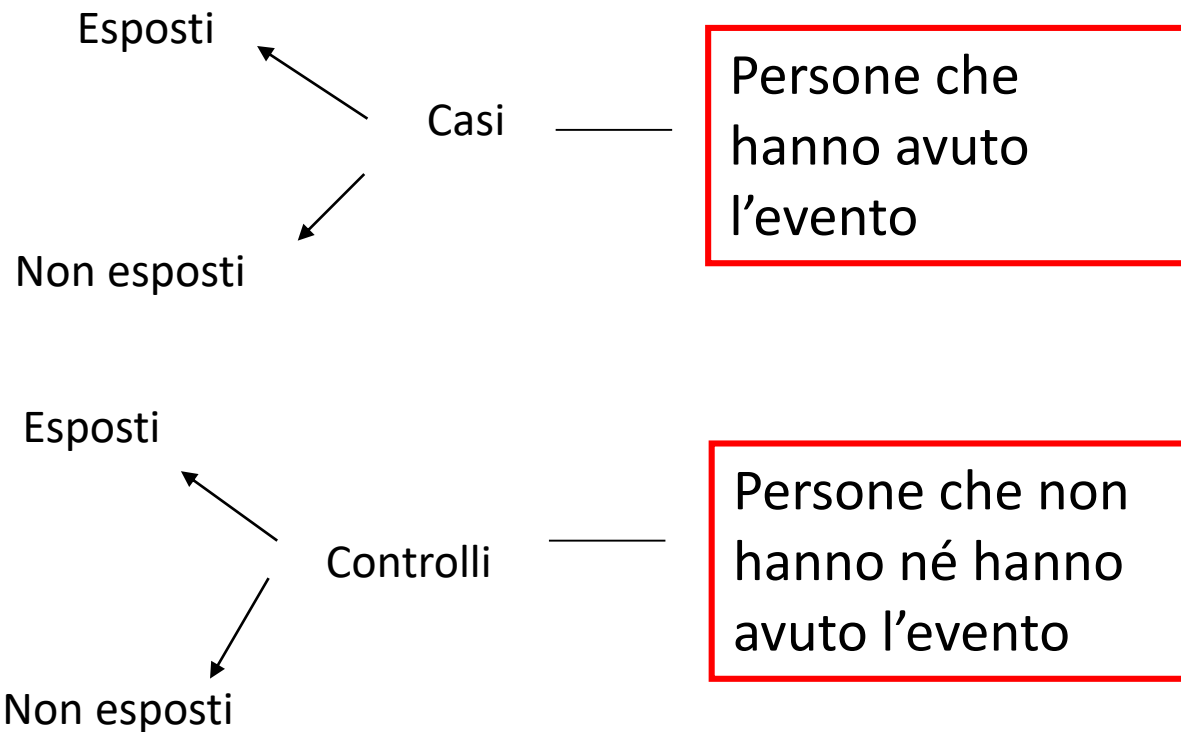 Esposti
Casi
Non esposti
Persone che
hanno avuto
l’evento
Esposti
Controlli
Non esposti
Persone che non
hanno né hanno
avuto l’evento